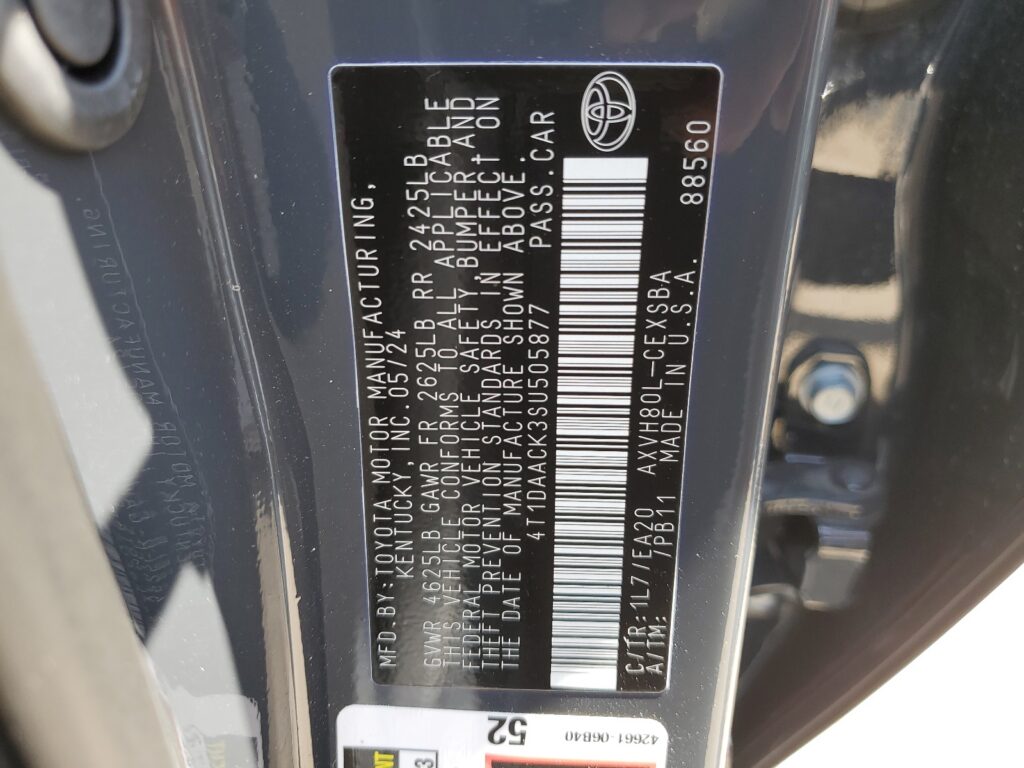 MFD.BY:TOYOTA MOTOR MANUFACTURING,
KENTUCKY, INC. 05/24
GVWR 4625LB GAWR FR 2625LB RR 2425LB
THIS VEHICLE CONFORMS TO ALL APPLICABLE
FEDERAL MOTOR VEHICLE SAFETY, BUMPER, AND
THEFT PREVENTION STANDARDS IN EFFECT ON
THE DATE OF MANUFACTURE SHOWN ABOVE.
4T1DAACK3SU505877 PASS.CAR
C/TR:1L7/EA20 AXVH80L-CEXSBA 88560
A/TM: /PB11 MADE IN U.S.A.
52
42661-06B40